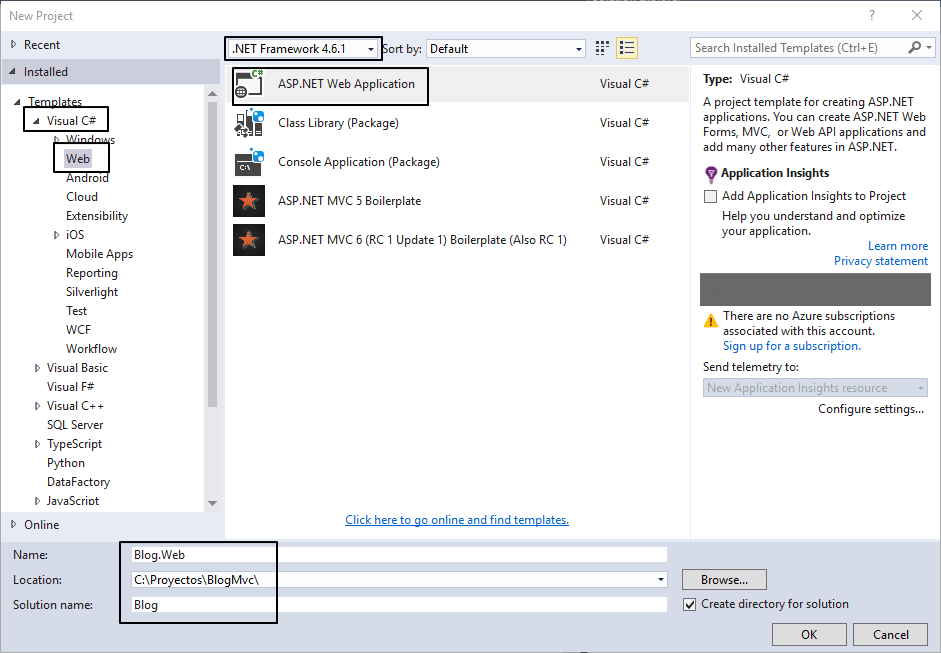 New Project
?
Recent
.NET Framework 4.6.1
Sort by:
Default
Search Installed Templates (Ctrl+E)
Installed
Templates
Visual C#
Windows
Web
Android
Cloud
Extensibility
iOS
Mobile Apps
Reporting
Silverlight
Test
WCF
Workflow
Visual Basic
Visual F#
Visual C++
SQL Server
TypeScript
Python
DataFactory
JavaScript
Online
C#
ASP.NET Web Application Visual C#
Class Library (Package) Visual C#
C:\
Console Application (Package) Visual C#
ASP.NET MVC 5 Boilerplate Visual C#
ASP.NET MVC 6 (RC 1 Update 1) Boilerplate (Also RC 1) Visual C#
Click here to go online and find templates.
Type: Visual C#
A project template for creating ASP.NET
applications. You can create ASP.NET Web
Forms, MVC, or Web API applications and
add many other features in ASP.NET.
Application Insights
Add Application Insights to Project
Help you understand and optimize
your application.
Learn more
Privacy statement
There are no Azure subscriptions
associated with this account.
Sign up for a subscription.
Send telemetry to:
New Application Insights resource
Configure settings...
Name: Blog.Web
Location: C:\Proyectos\BlogMvc\
Browse...
Solution name: Blog
Create directory for solution
OK
Cancel